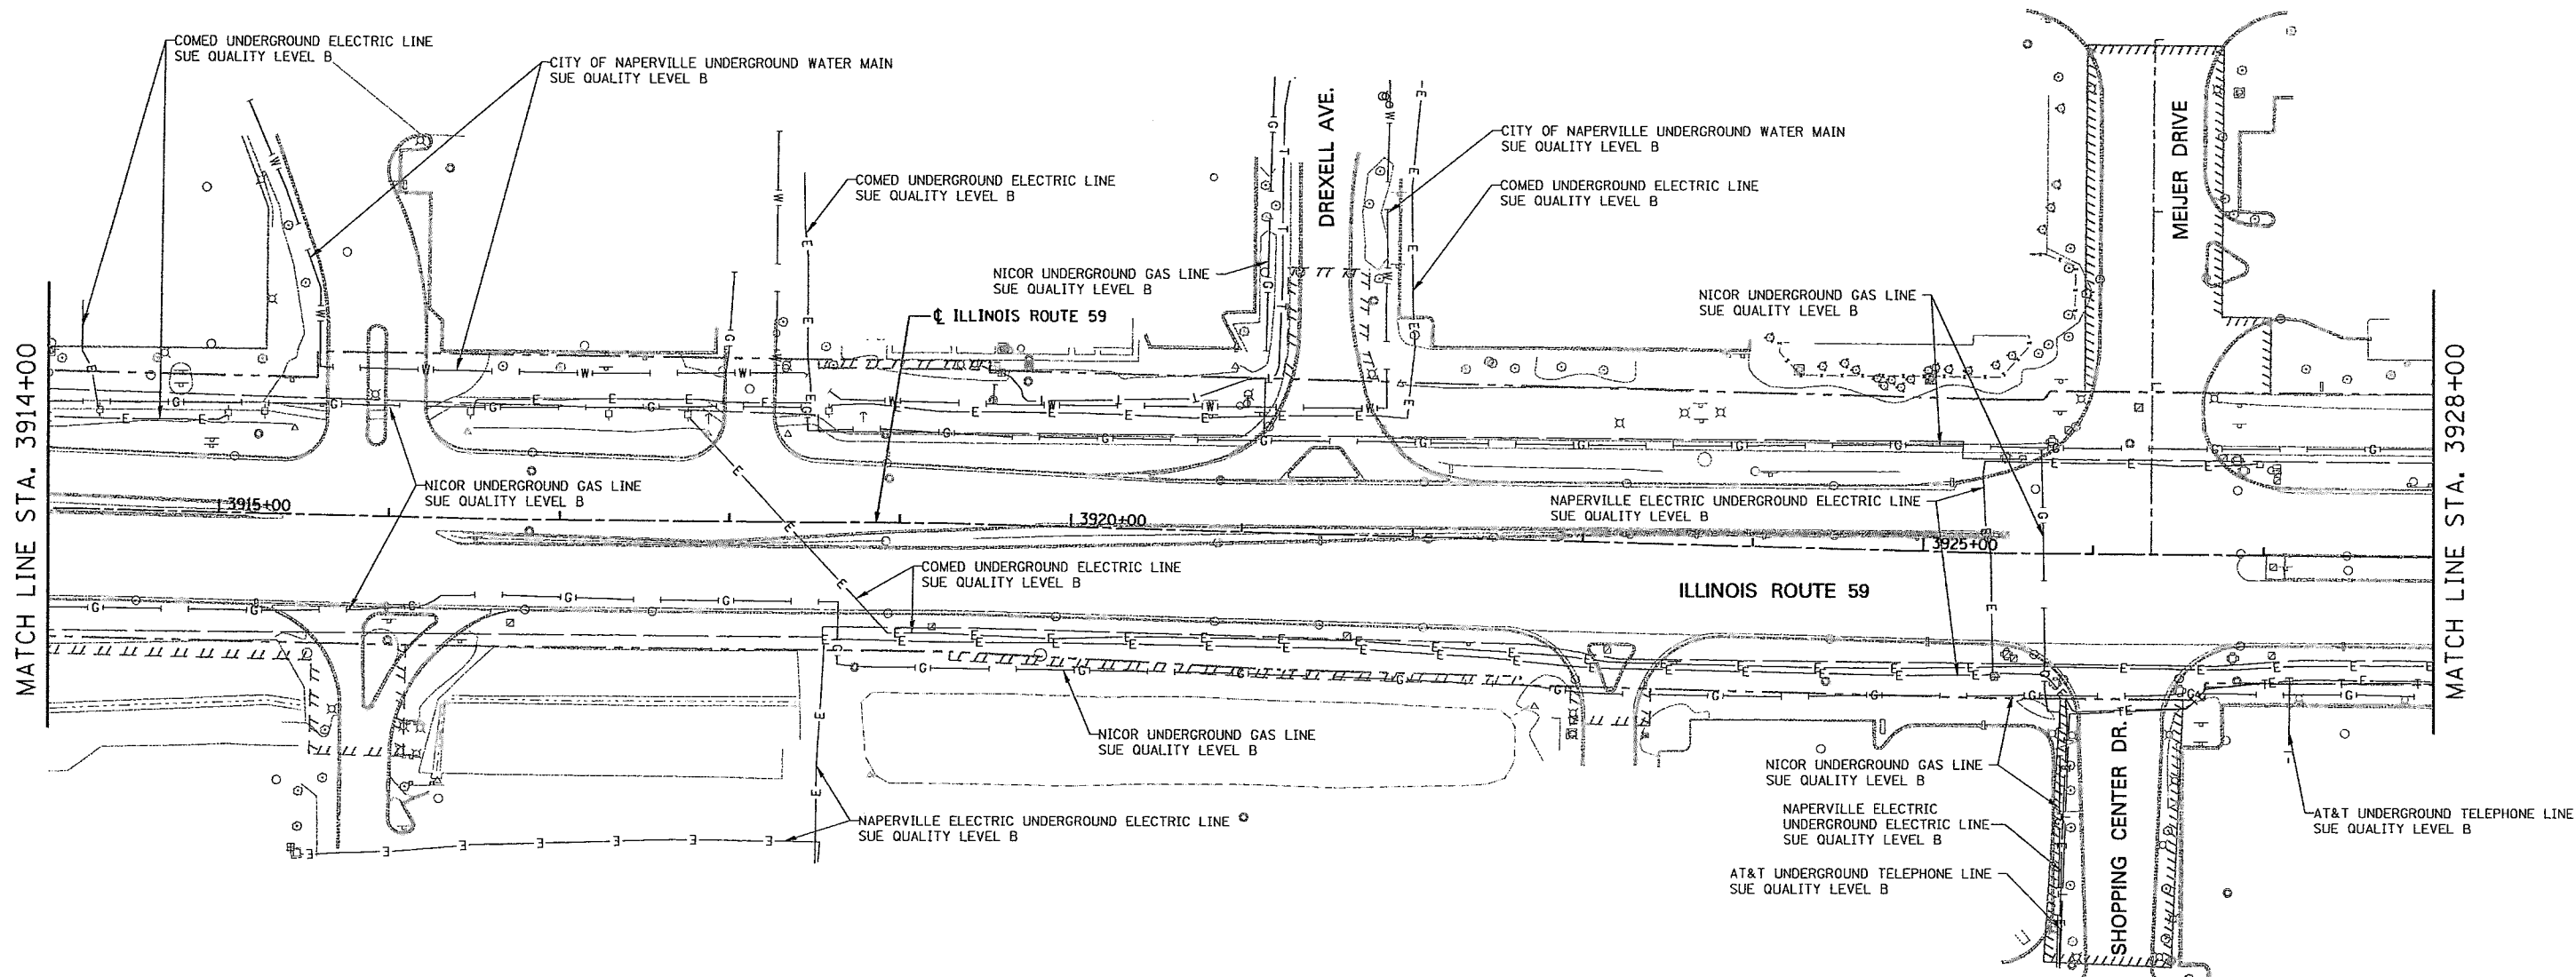 COMED UNDERGROUND ELECTRIC LINE
SUE QUALITY LEVEL B
CITY OF NAPERVILLE UNDERGROUND WATER MAIN
SUE QUALITY LEVEL B
COMED UNDERGROUND ELECTRIC LINE
SUE QUALITY LEVEL B
DREXELL AVE.
CITY OF NAPERVILLE UNDERGROUND WATER MAIN
SUE QUALITY LEVEL B
COMED UNDERGROUND ELECTRIC LINE
SUE QUALITY LEVEL B
MEIJER DRIVE
NICOR UNDERGROUND GAS LINE
SUE QUALITY LEVEL B
℄ ILLINOIS ROUTE 59
NICOR UNDERGROUND GAS LINE
SUE QUALITY LEVEL B
MATCH LINE STA. 3914+00
MATCH LINE STA. 3928+00
NICOR UNDERGROUND GAS LINE
SUE QUALITY LEVEL B
NAPERVILLE ELECTRIC UNDERGROUND ELECTRIC LINE
SUE QUALITY LEVEL B
3915+00
3920+00
3925+00
COMED UNDERGROUND ELECTRIC LINE
SUE QUALITY LEVEL B
ILLINOIS ROUTE 59
NICOR UNDERGROUND GAS LINE
SUE QUALITY LEVEL B
NICOR UNDERGROUND GAS LINE
SUE QUALITY LEVEL B
NAPERVILLE ELECTRIC UNDERGROUND ELECTRIC LINE
SUE QUALITY LEVEL B
NAPERVILLE ELECTRIC
UNDERGROUND ELECTRIC LINE
SUE QUALITY LEVEL B
AT&T UNDERGROUND TELEPHONE LINE
SUE QUALITY LEVEL B
SHOPPING CENTER DR.
AT&T UNDERGROUND TELEPHONE LINE
SUE QUALITY LEVEL B